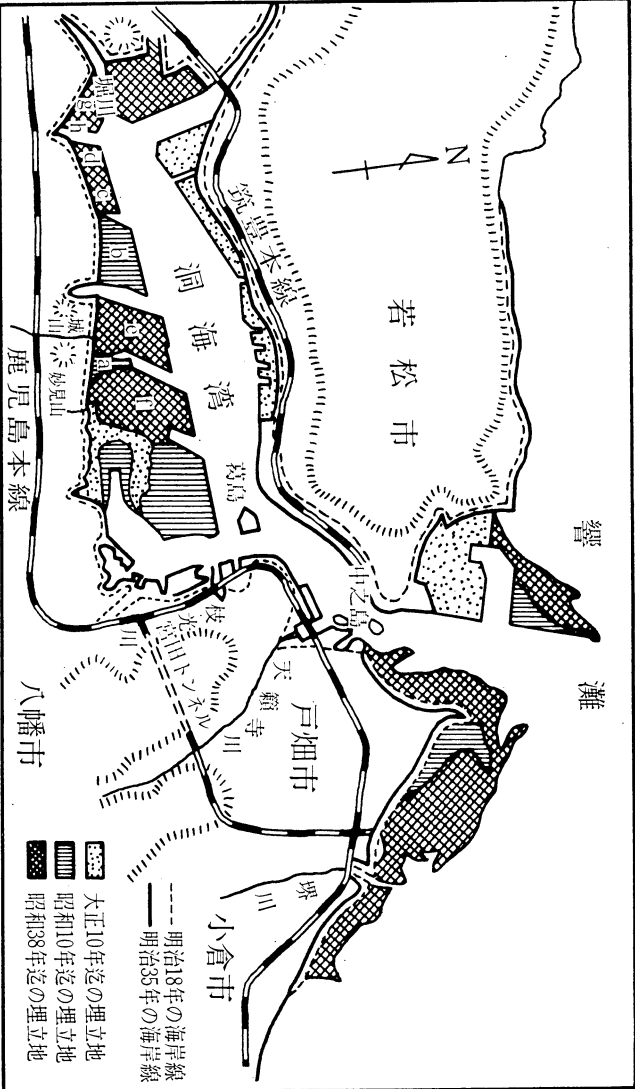 響
灘
N
若松市
筑豊本線
洞海湾
葛島
中之島
堀川
g
h
d
c
b
城山
e
a
妙見山
f
鹿児島本線
枝光
宮田トンネル
川
天籟寺川
戸畑市
八幡市
堺川
小倉市
明治18年の海岸線
明治35年の海岸線
大正10年迄の埋立地
昭和10年迄の埋立地
昭和38年迄の埋立地